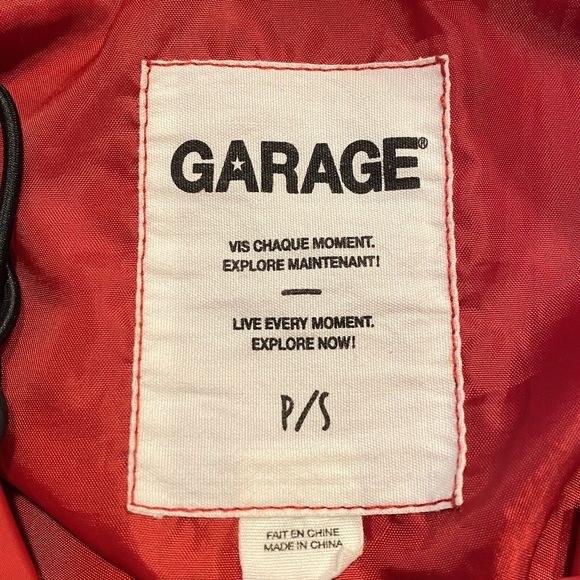 GARAGE®
VIS CHAQUE MOMENT.
EXPLORE MAINTENANT!
LIVE EVERY MOMENT.
EXPLORE NOW!
P/S
FAIT EN CHINE
MADE IN CHINA